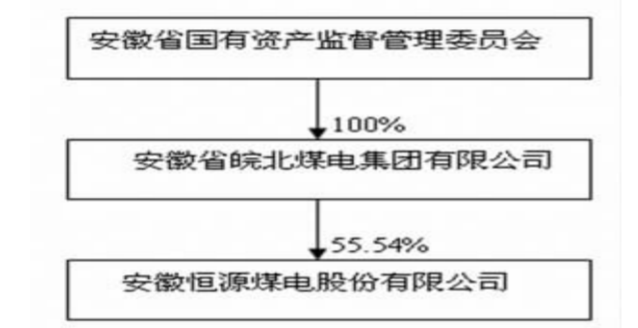 安徽省国有资产监督管理委员会
100%
安徽省皖北煤电集团有限公司
55.54%
安徽恒源煤电股份有限公司